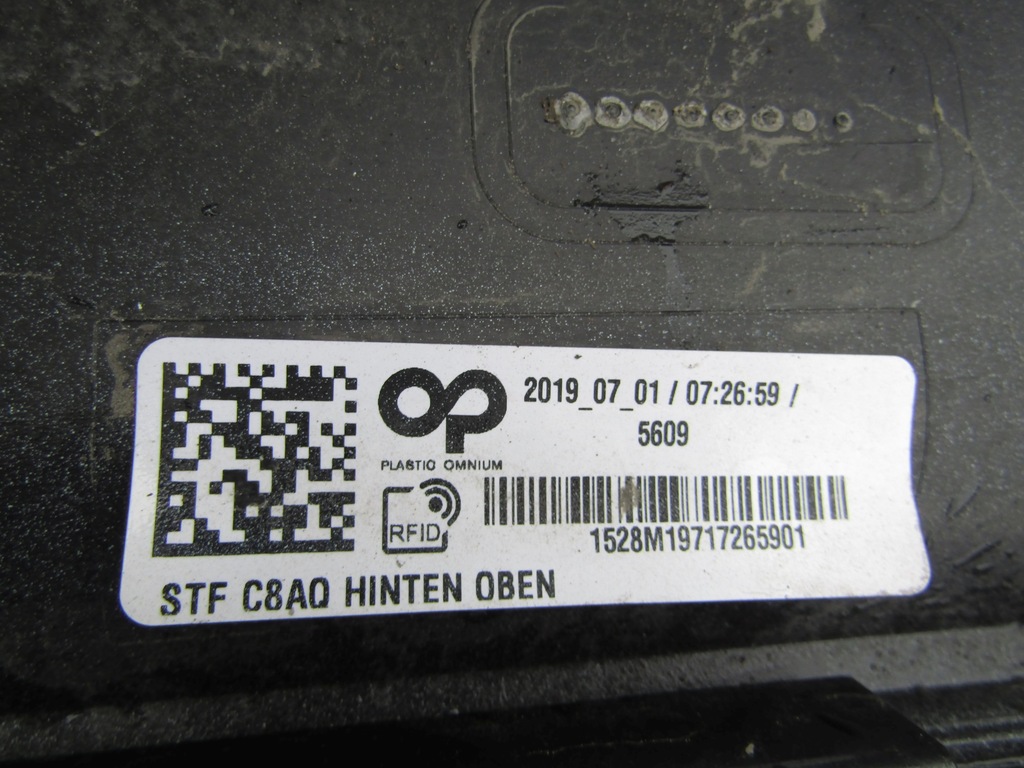 2019_07_01 / 07:26:59 /
5609
PLASTIC OMNIUM
RFID
1528M19717265901
STF C8AQ HINTEN OBEN